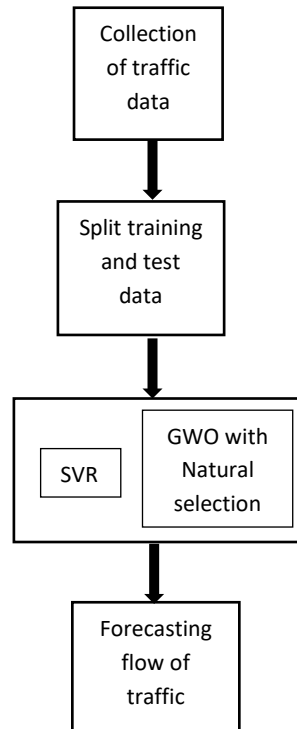 Collection
of traffic
data
Split training
and test
data
SVR
GWO with
Natural
selection
Forecasting
flow of
traffic